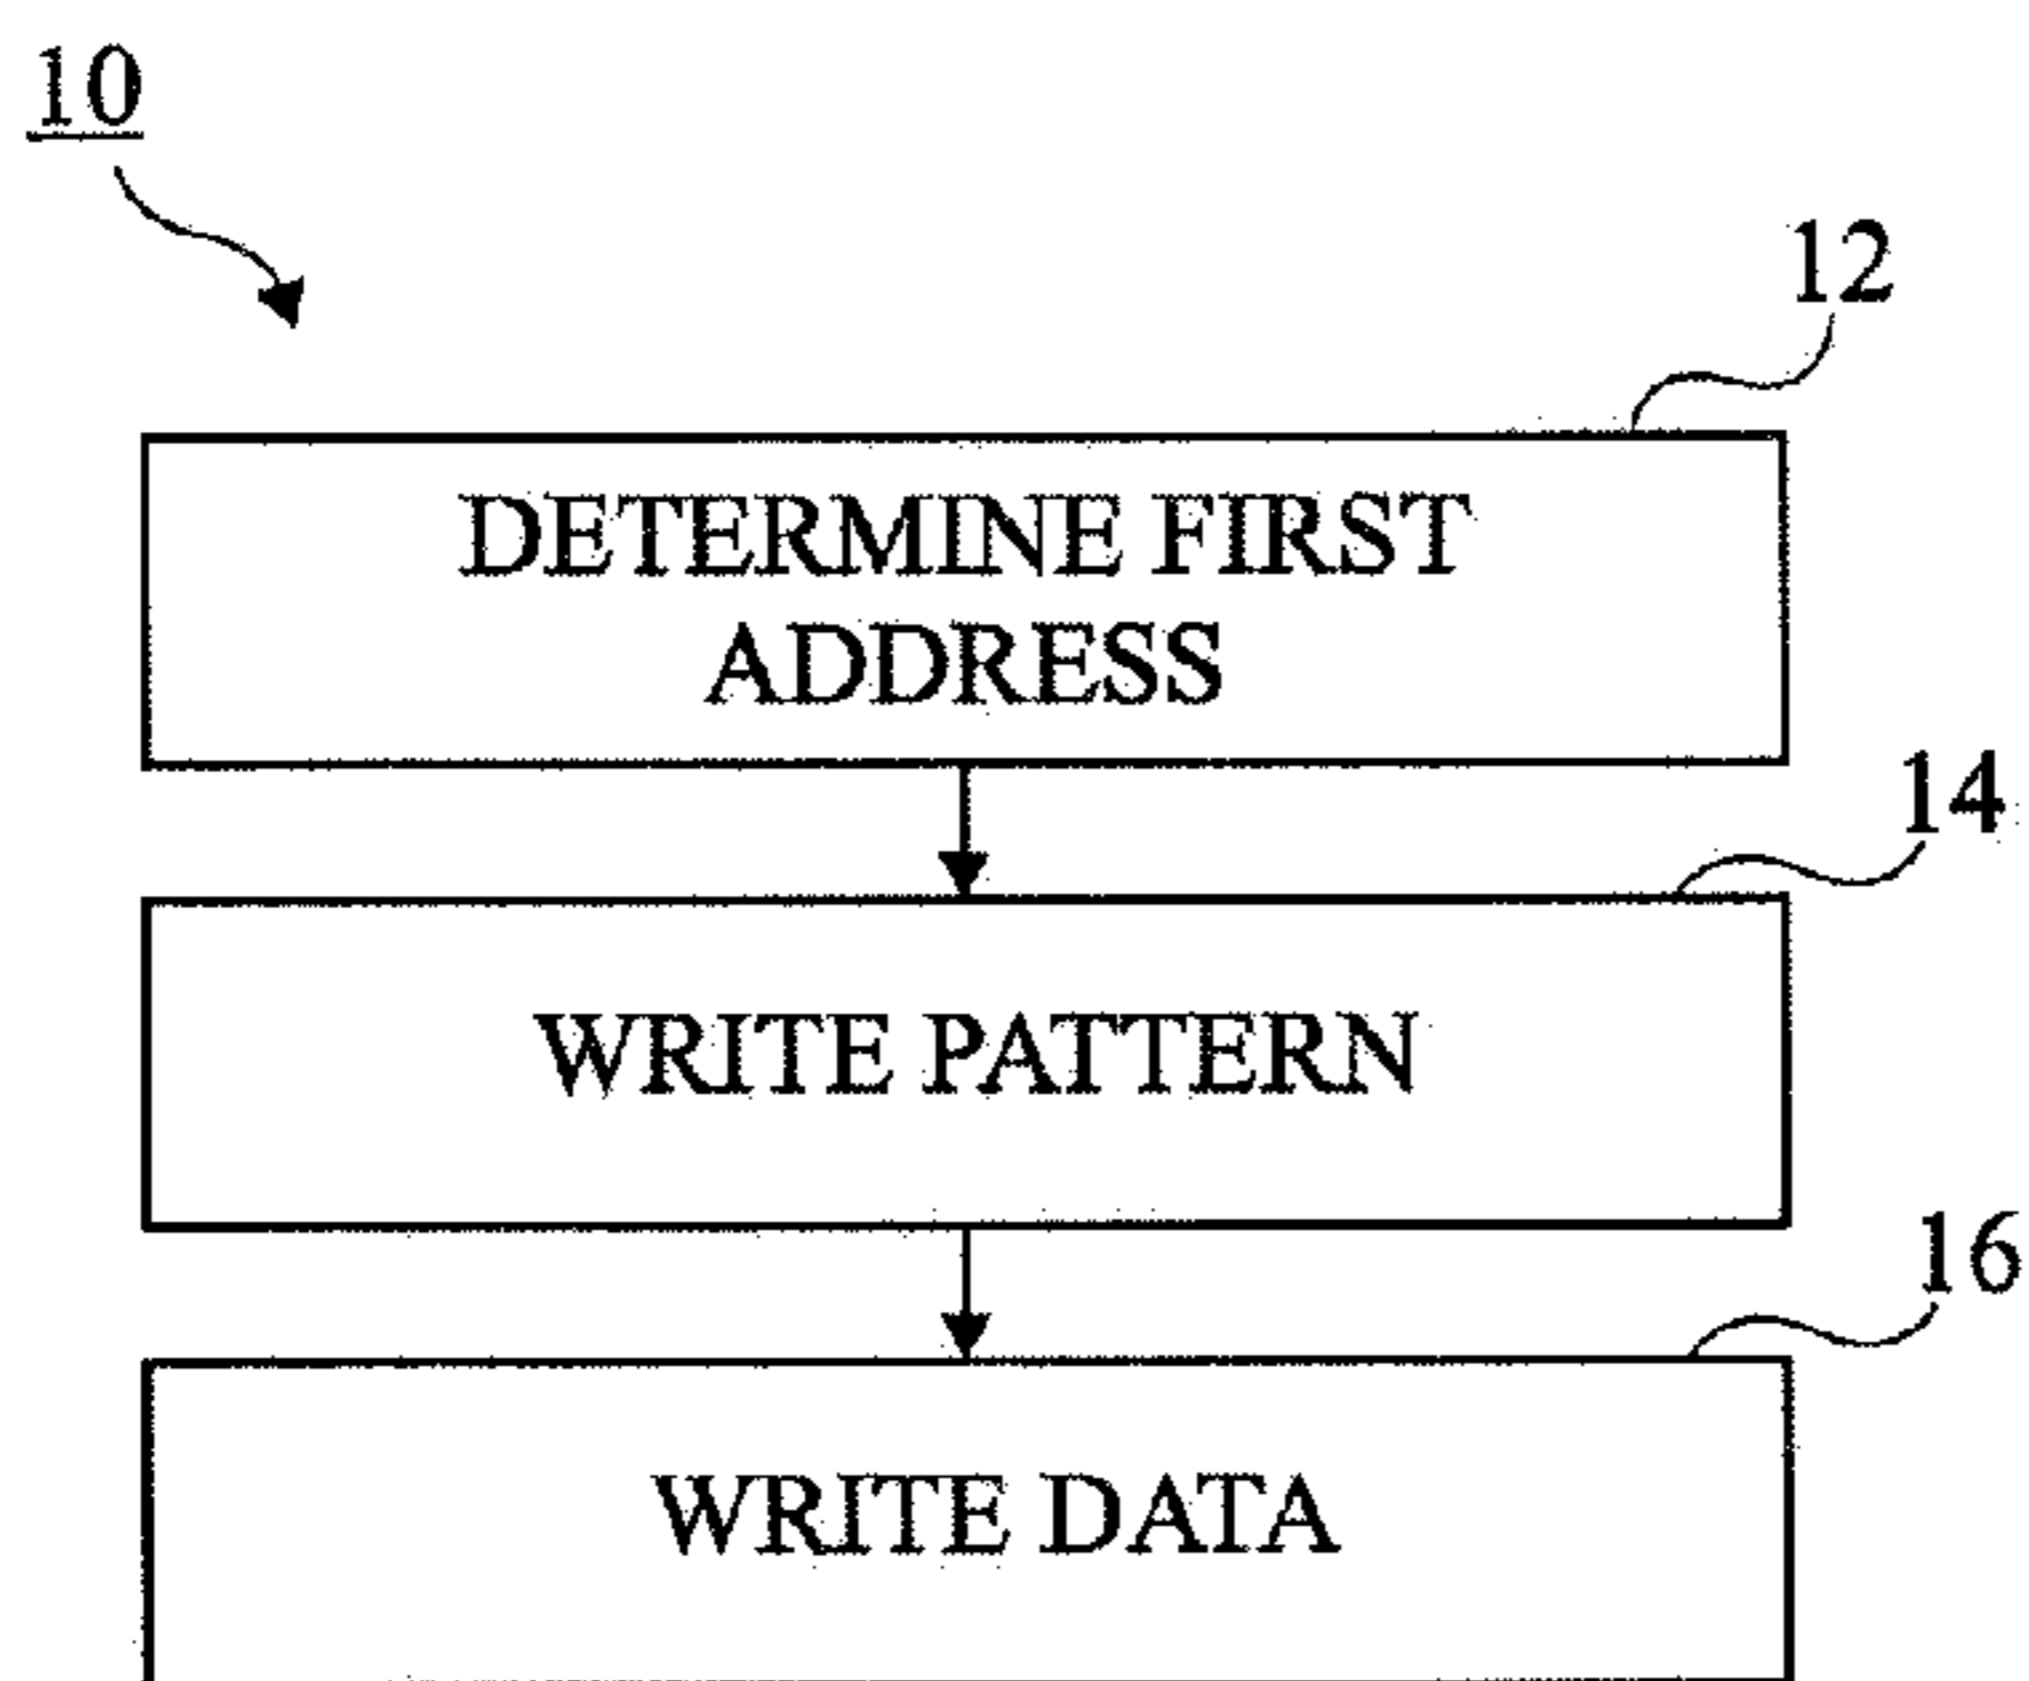 10
12
DETERMINE FIRST
ADDRESS
14
WRITE PATTERN
16
WRITE DATA